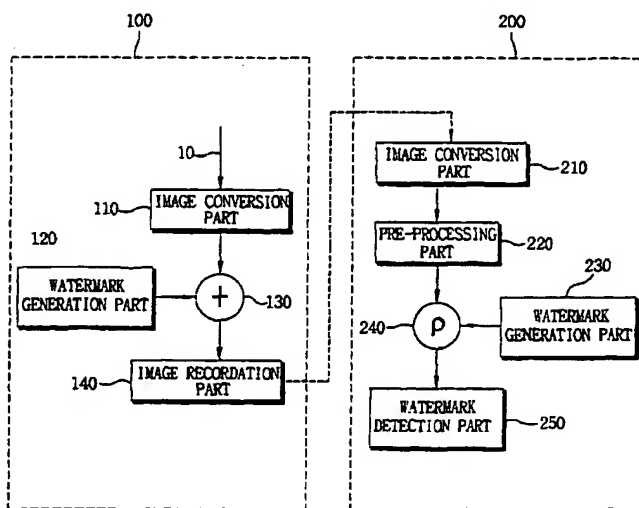 100
200
10
IMAGE CONVERSION
PART
110
120
WATERMARK
GENERATION PART
+
130
IMAGE RECORDATION
PART
140
IMAGE CONVERSION
PART
210
PRE-PROCESSING
PART
220
230
WATERMARK
GENERATION PART
240
ρ
WATERMARK
DETECTION PART
250